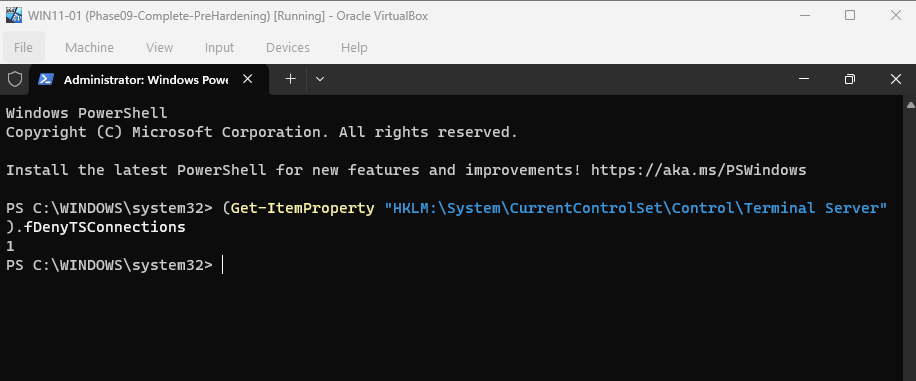 WIN11-01 (Phase09-Complete-PreHardening) [Running] - Oracle VirtualBox
File Machine View Input Devices Help
Administrator: Windows Powe
Windows PowerShell
Copyright (C) Microsoft Corporation. All rights reserved.
Install the latest PowerShell for new features and improvements! https://aka.ms/PSWindows
PS C:\WINDOWS\system32> (Get-ItemProperty "HKLM:\System\CurrentControlSet\Control\Terminal Server"
).fDenyTSConnections
1
PS C:\WINDOWS\system32>